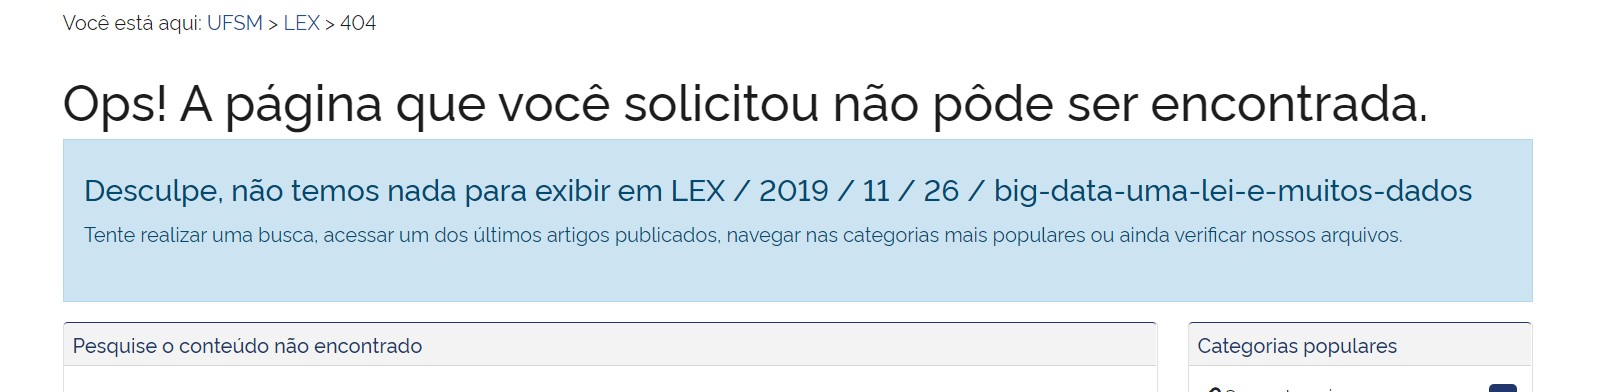 Você está aqui: UFSM > LEX > 404
Ops! A página que você solicitou não pôde ser encontrada.
Desculpe, não temos nada para exibir em LEX / 2019 / 11 / 26 / big-data-uma-lei-e-muitos-dados
Tente realizar uma busca, acessar um dos últimos artigos publicados, navegar nas categorias mais populares ou ainda verificar nossos arquivos.
Pesquise o conteúdo não encontrado
Categorias populares